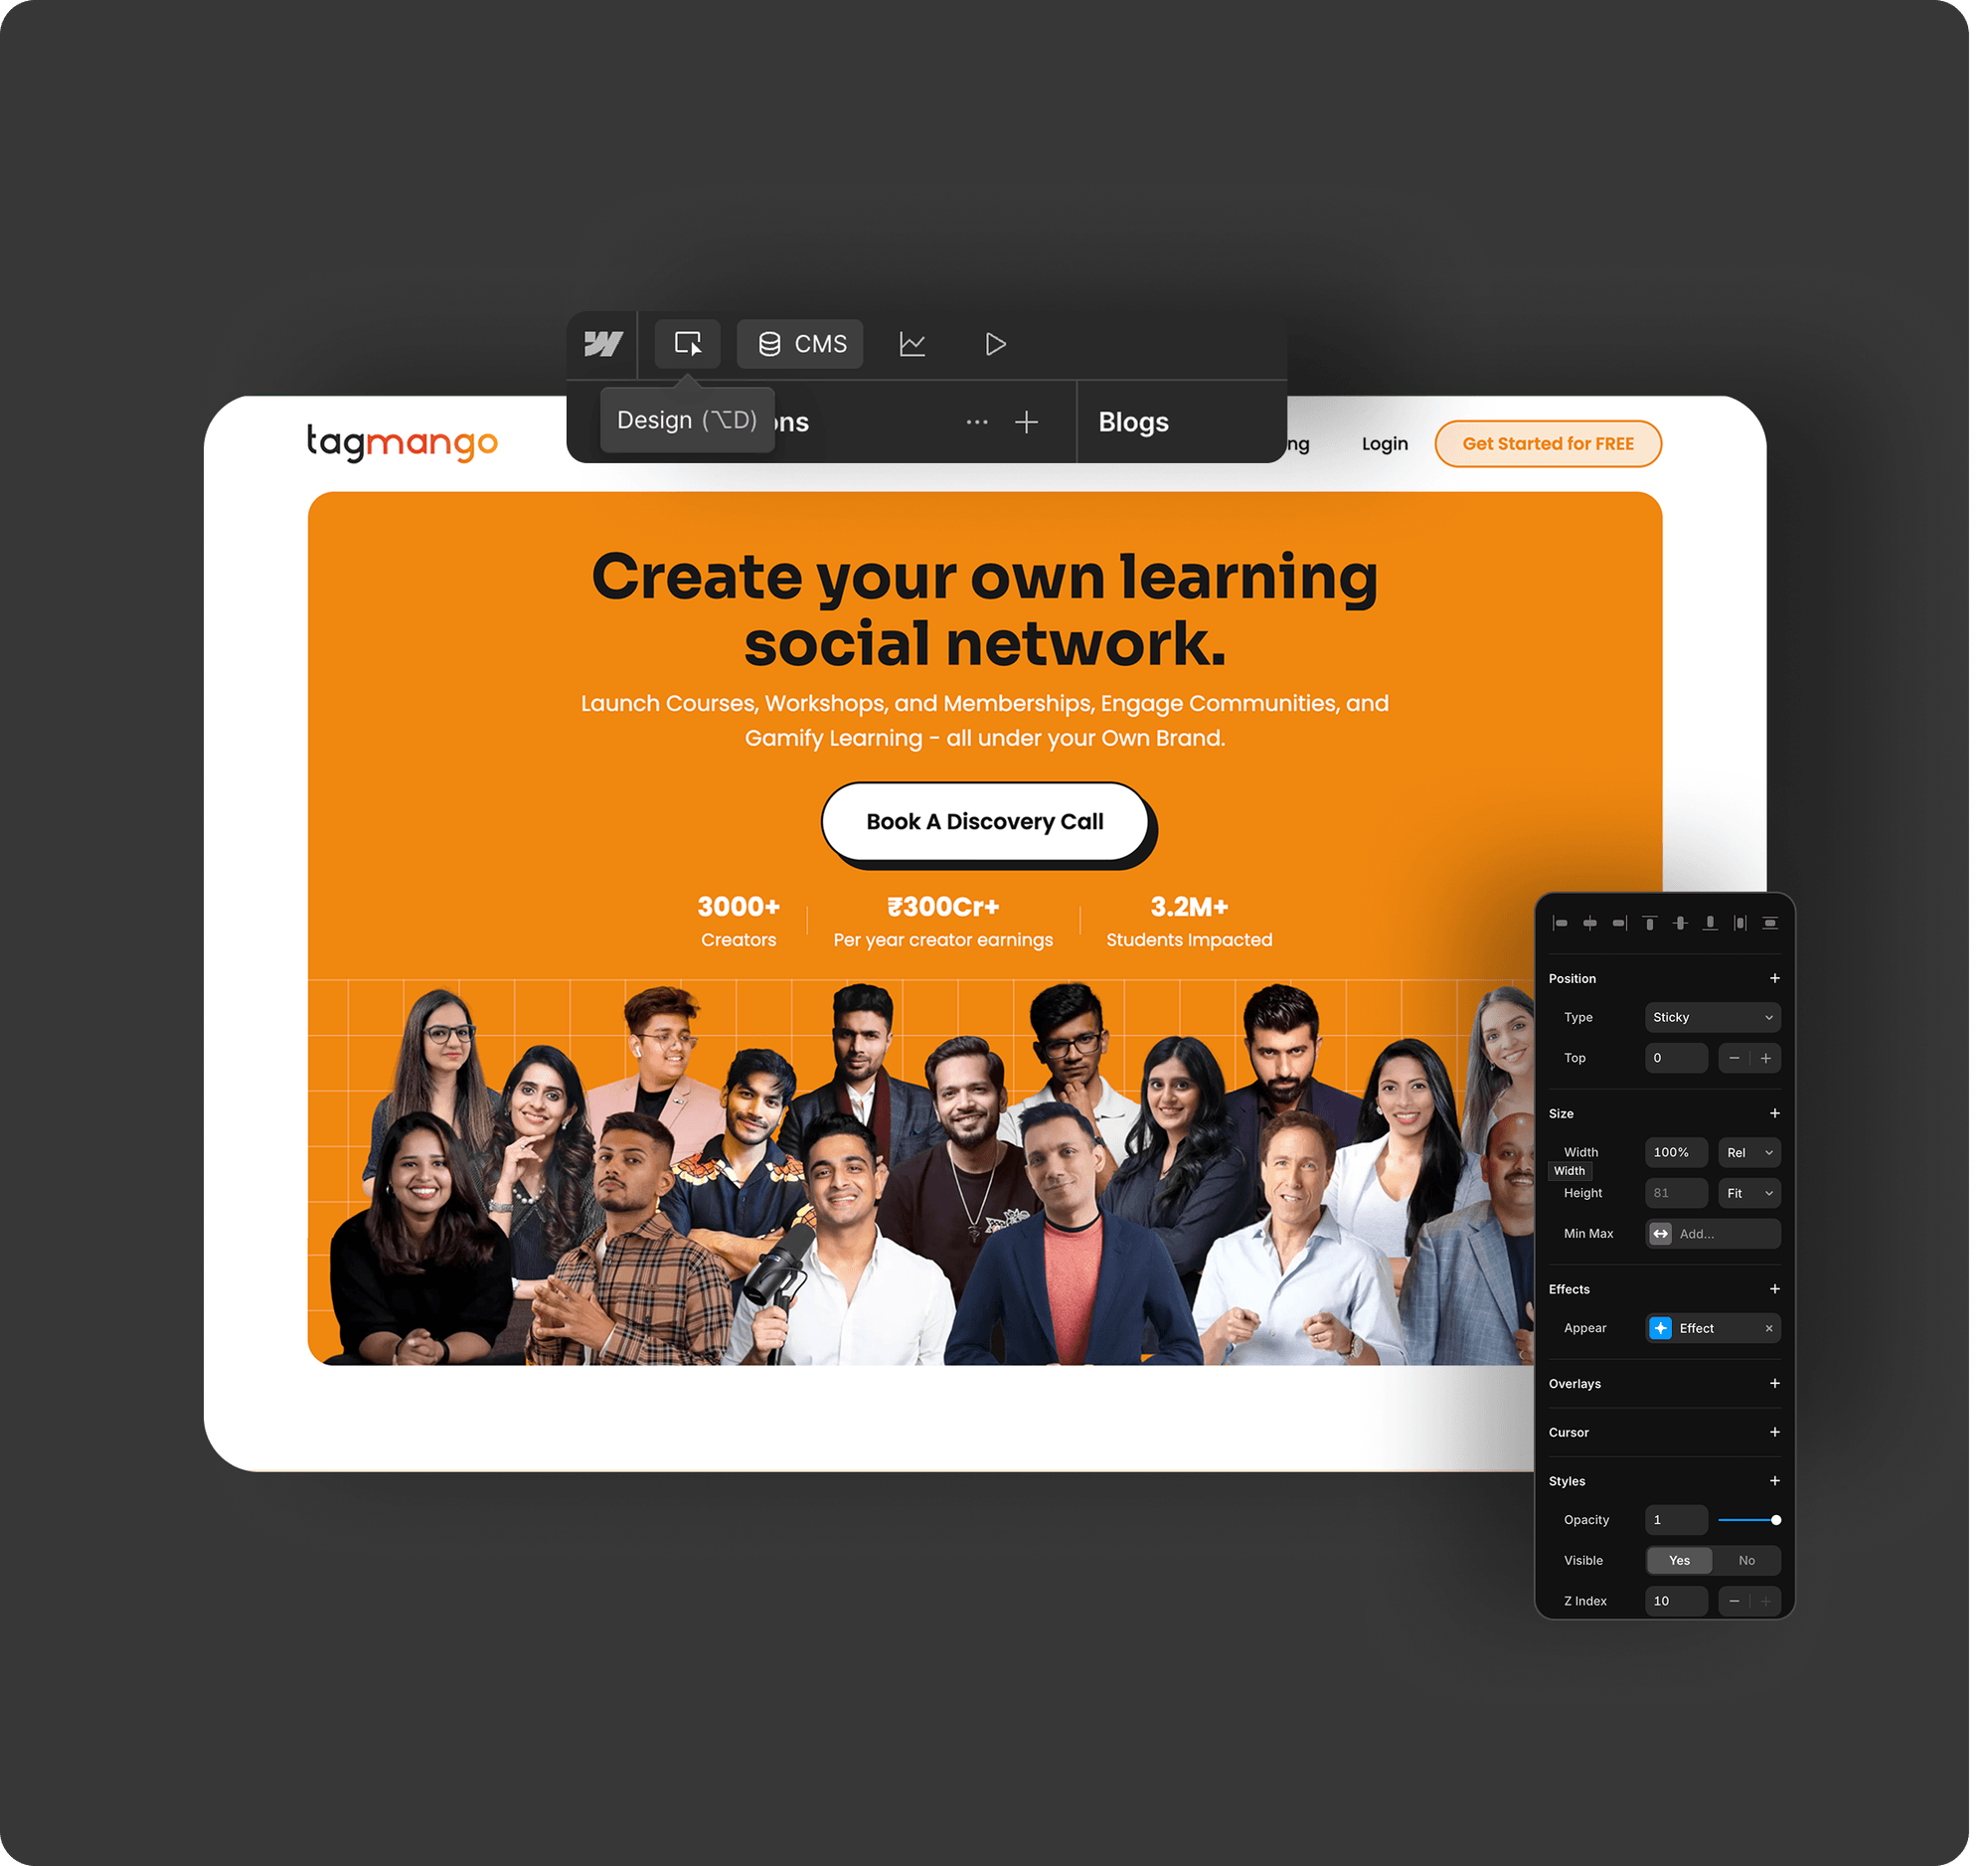 CMS
Design (⌥D)
ons
Blogs
tagmango
ng
Login
Get Started for FREE
Create your own learning
social network.
Launch Courses, Workshops, and Memberships, Engage Communities, and
Gamify Learning - all under your Own Brand.
Book A Discovery Call
3000+
Creators
₹300Cr+
Per year creator earnings
3.2M+
Students Impacted
Position
Type
Sticky
Top
0
Size
Width
100%
Rel
Width
Height
81
Fit
Min Max
Add...
Effects
Appear
Effect
Overlays
Cursor
Styles
Opacity
1
Visible
Yes
No
Z Index
10